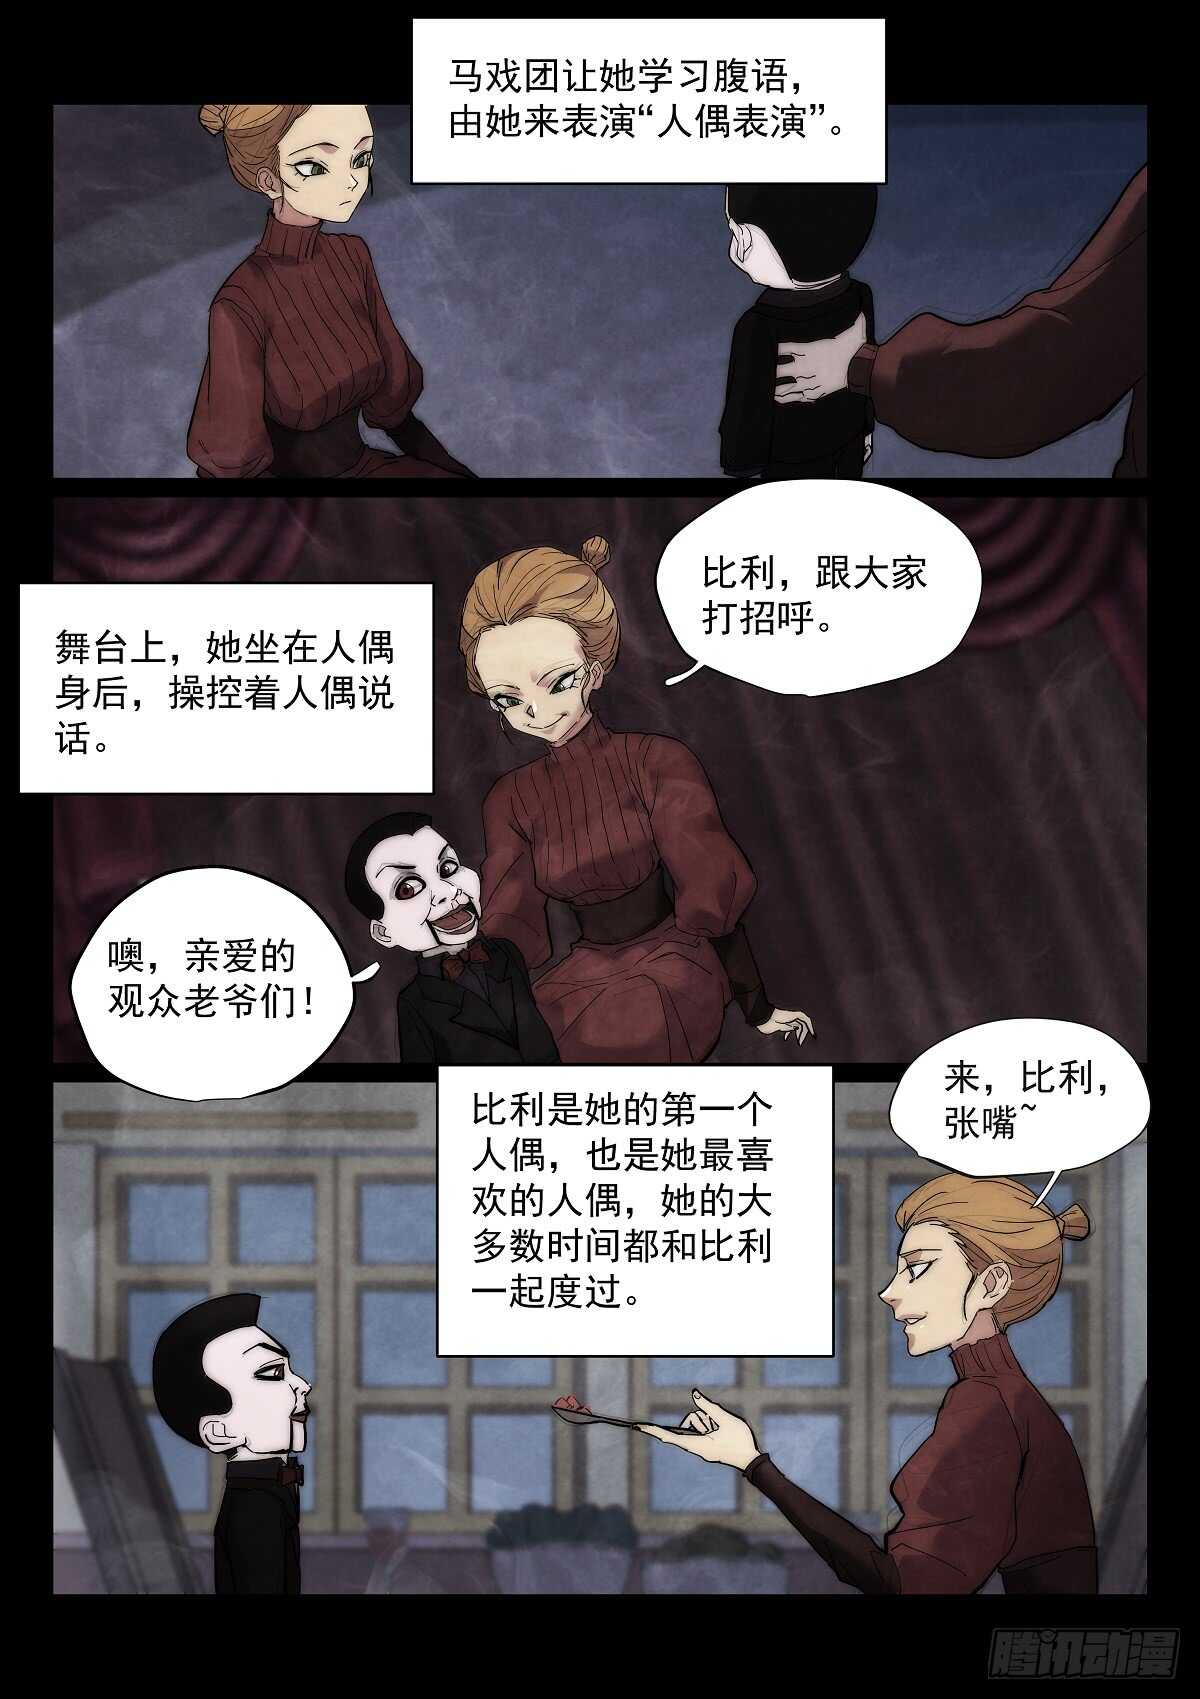 马戏团让她学习腹语，
由她来表演“人偶表演”。
比利，跟大家
打招呼。
舞台上，她坐在人偶
身后，操控着人偶说
话。
噢，亲爱的
观众老爷们！
来，比利，
张嘴~
比利是她的第一个
人偶，也是她最喜
欢的人偶，她的大
多数时间都和比利
一起度过。
腾讯动漫